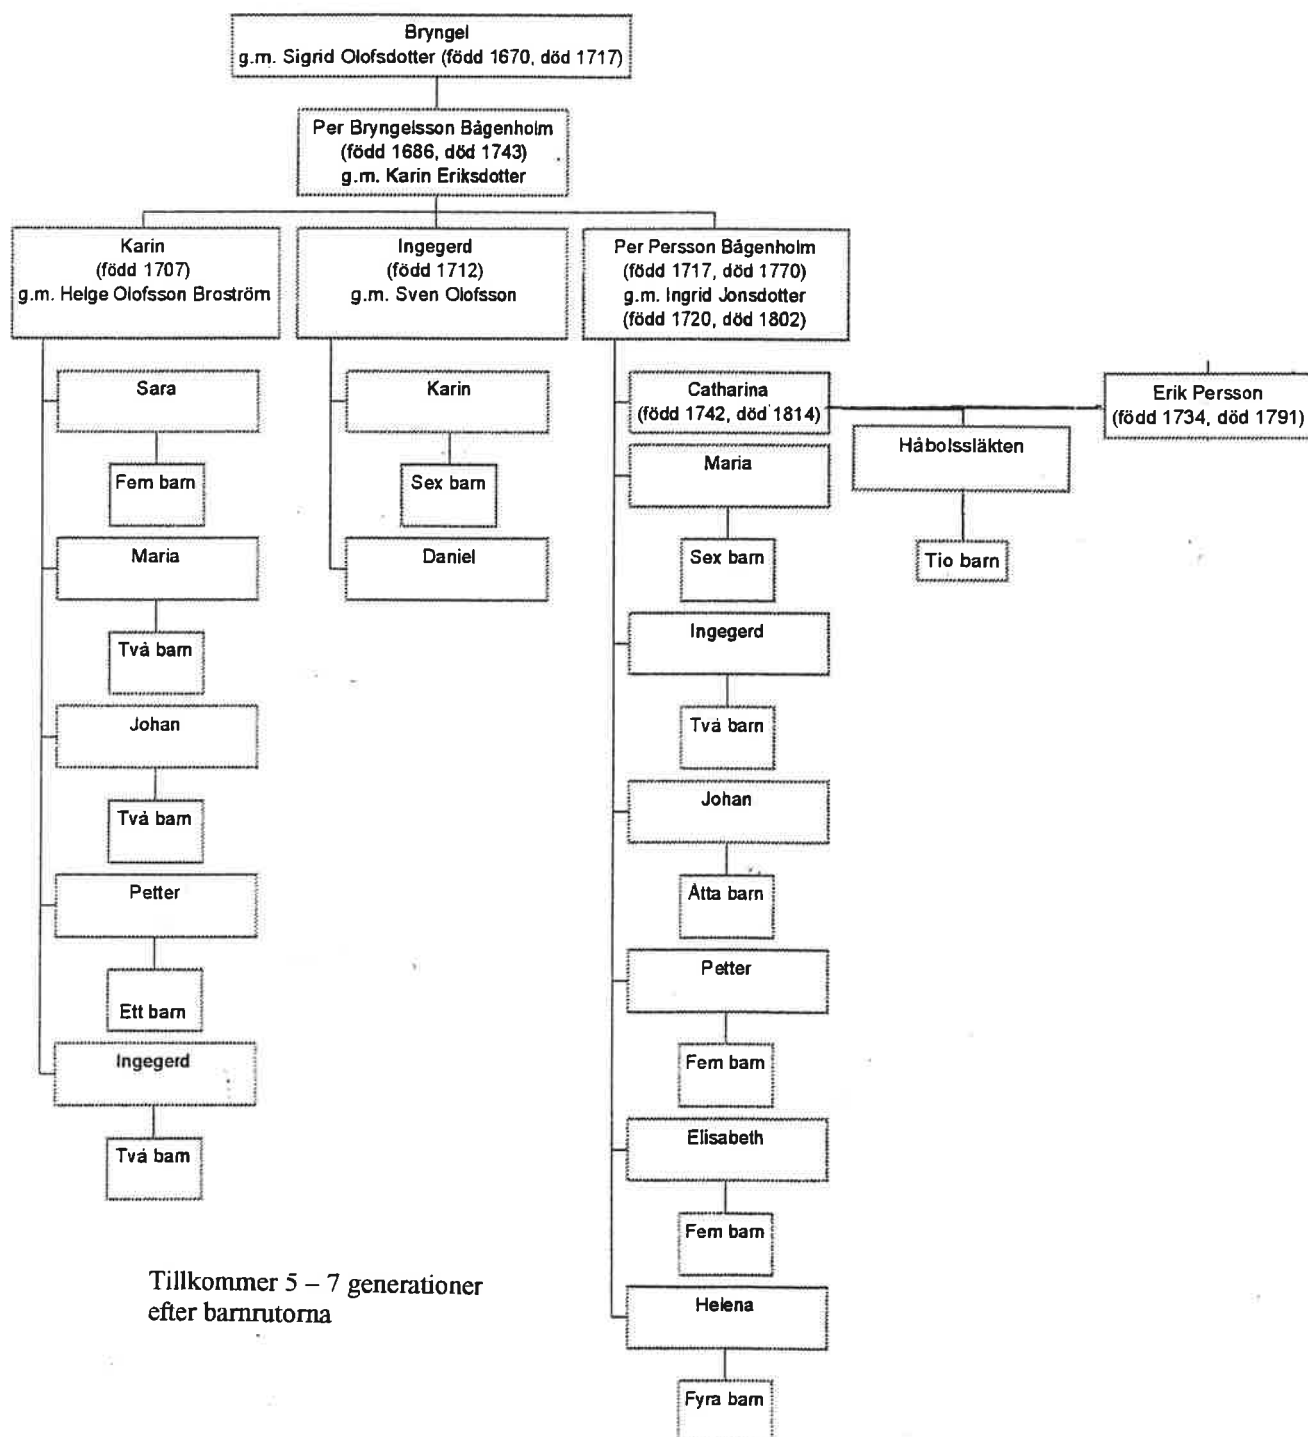 Bryngel
g.m. Sigrid Olofsdotter (född 1670, död 1717)
Per Bryngelsson Bågenholm
(född 1686, död 1743)
g.m. Karin Eriksdotter
Karin
(född 1707)
g.m. Helge Olofsson Broström
Ingegerd
(född 1712)
g.m. Sven Olofsson
Per Persson Bågenholm
(född 1717, död 1770)
g.m. Ingrid Jonsdotter
(född 1720, död 1802)
Sara
Fem barn
Maria
Två barn
Johan
Två barn
Petter
Ett barn
Ingegerd
Två barn
Karin
Sex barn
Daniel
Catharina
(född 1742, död 1814)
Erik Persson
(född 1734, död 1791)
Håbolssläkten
Tio barn
Maria
Sex barn
Ingegerd
Två barn
Johan
Åtta barn
Petter
Fem barn
Elisabeth
Fem barn
Helena
Fyra barn
Tillkommer 5 – 7 generationer
efter barnrutorna